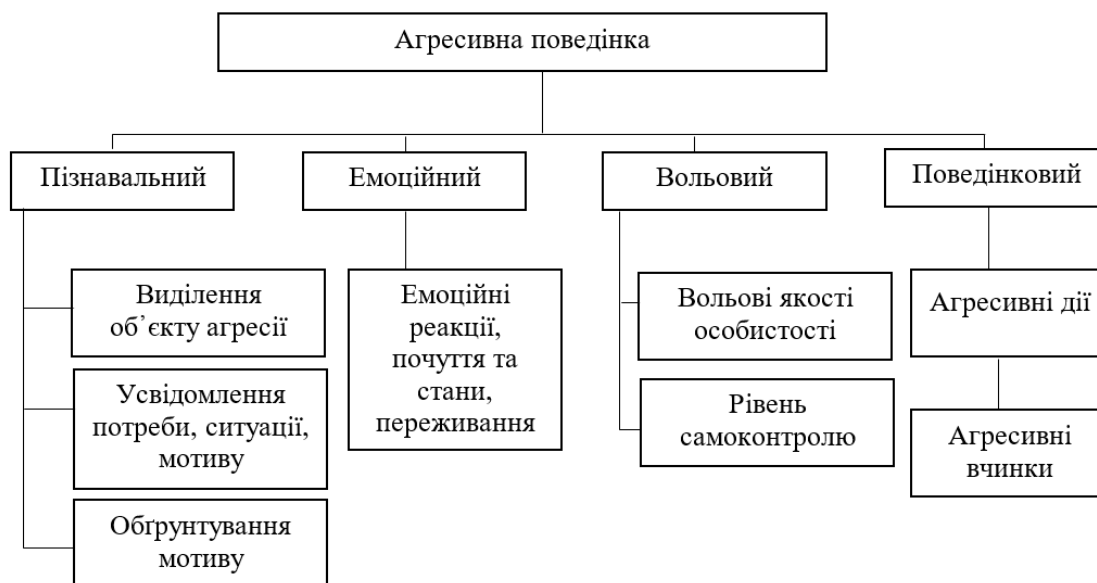 Агресивна поведінка
Пізнавальний
Емоційний
Вольовий
Поведінковий
Виділення
об’єкту агресії
Усвідомлення
потреби, ситуації,
мотиву
Обґрунтування
мотиву
Емоційні
реакції,
почуття та
стани,
переживання
Вольові якості
особистості
Рівень
самоконтролю
Агресивні дії
Агресивні
вчинки